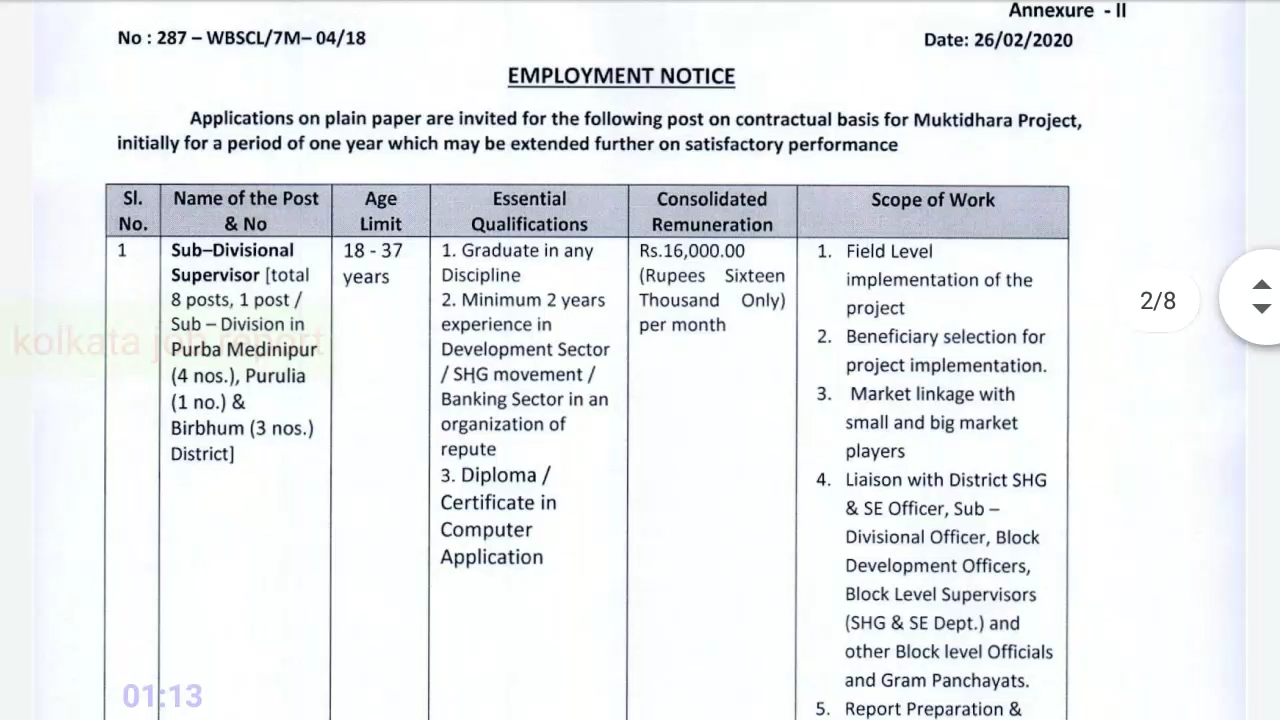 Annexure - II
No : 287 – WBSCL/7M– 04/18
Date: 26/02/2020
EMPLOYMENT NOTICE
Applications on plain paper are invited for the following post on contractual basis for Muktidhara Project,
initially for a period of one year which may be extended further on satisfactory performance
Sl.
No.
Name of the Post
& No
Age
Limit
Essential
Qualifications
Consolidated
Remuneration
Scope of Work
1
Sub–Divisional
Supervisor [total
8 posts, 1 post /
Sub – Division in
Purba Medinipur
(4 nos.), Purulia
(1 no.) &
Birbhum (3 nos.)
District]
18 - 37
years
1. Graduate in any
Discipline
2. Minimum 2 years
experience in
Development Sector
/ SHG movement /
Banking Sector in an
organization of
repute
3. Diploma /
Certificate in
Computer
Application
Rs.16,000.00
(Rupees Sixteen
Thousand Only)
per month
1. Field Level
implementation of the
project
2. Beneficiary selection for
project implementation.
3. Market linkage with
small and big market
players
4. Liaison with District SHG
& SE Officer, Sub –
Divisional Officer, Block
Development Officers,
Block Level Supervisors
(SHG & SE Dept.) and
other Block level Officials
and Gram Panchayats.
5. Report Preparation &
kolkata job report
2/8
01:13